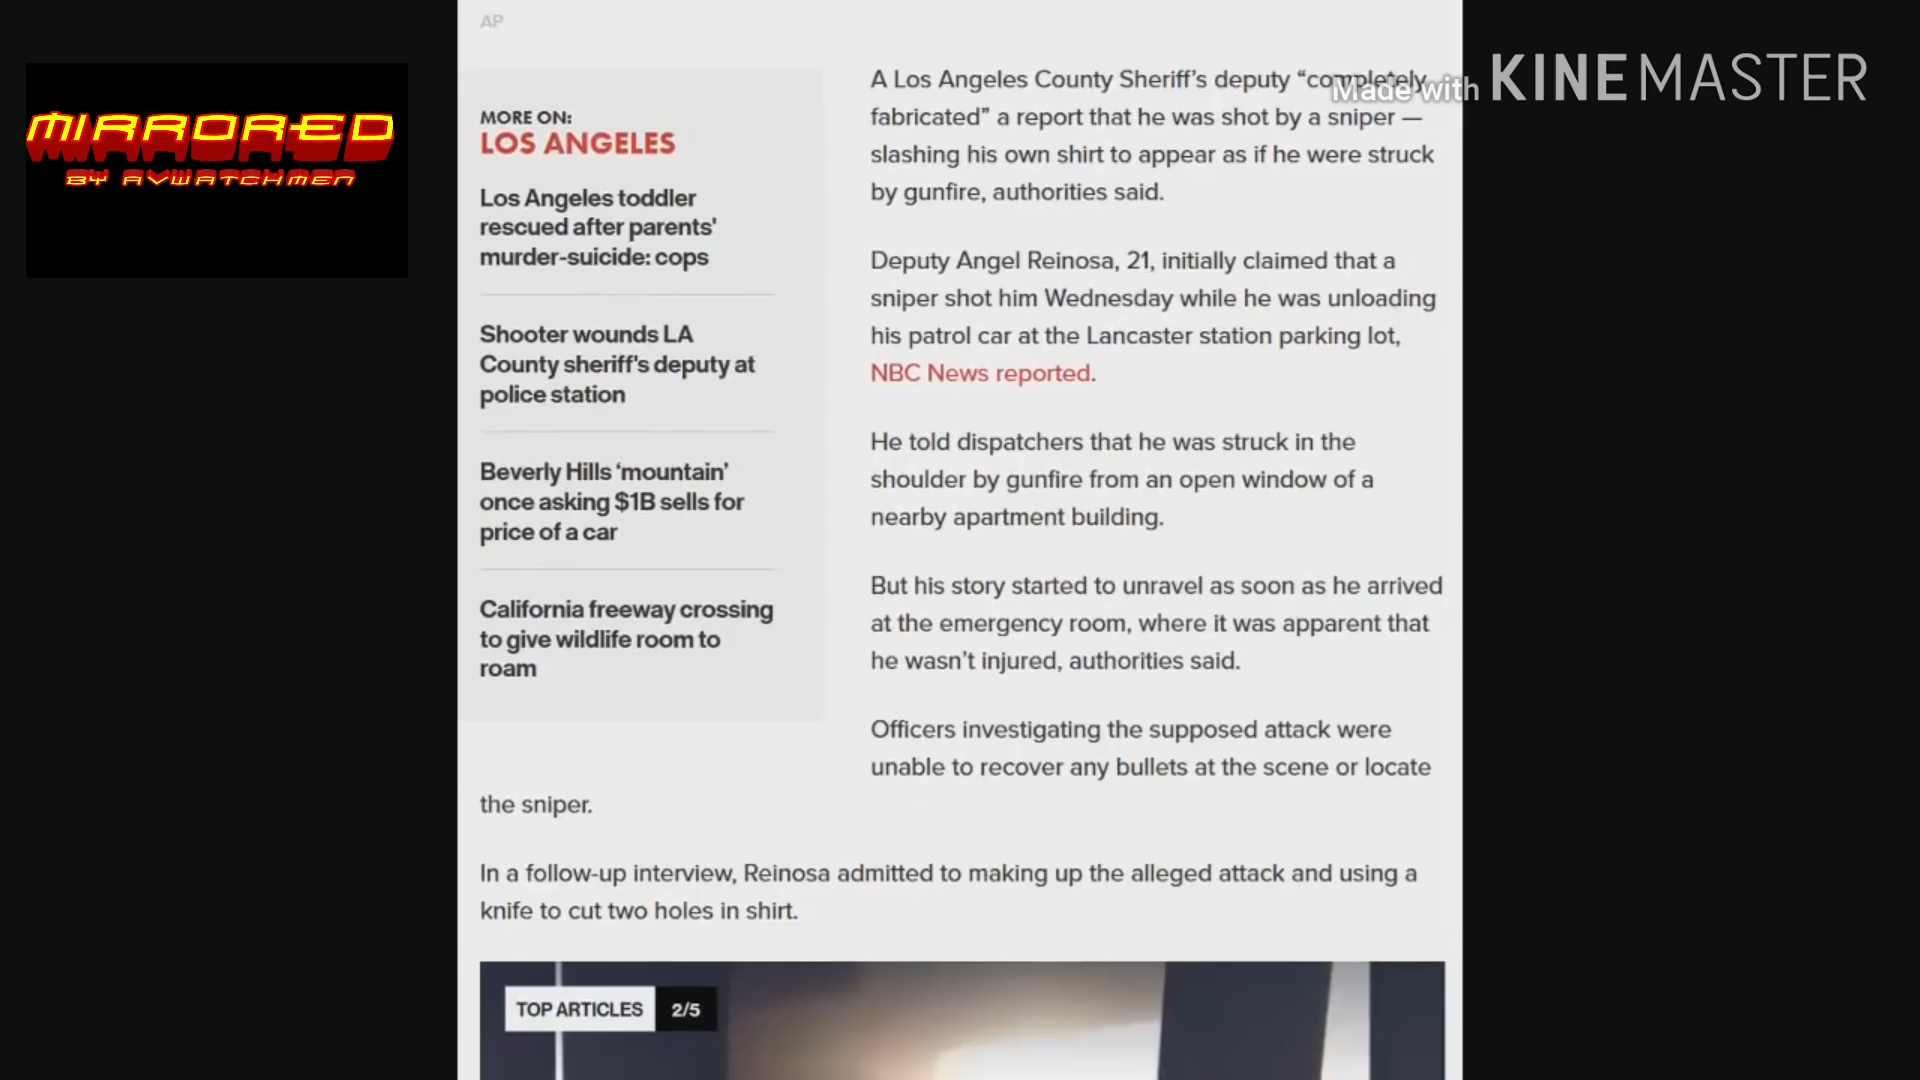 AP
MIRRORED
BY AVWATCHMEN
Made with KINEMASTER
MORE ON:
LOS ANGELES
Los Angeles toddler
rescued after parents'
murder-suicide: cops
Shooter wounds LA
County sheriff's deputy at
police station
Beverly Hills ‘mountain’
once asking $1B sells for
price of a car
California freeway crossing
to give wildlife room to
roam
A Los Angeles County Sheriff’s deputy “completely
fabricated” a report that he was shot by a sniper —
slashing his own shirt to appear as if he were struck
by gunfire, authorities said.
Deputy Angel Reinosa, 21, initially claimed that a
sniper shot him Wednesday while he was unloading
his patrol car at the Lancaster station parking lot,
NBC News reported.
He told dispatchers that he was struck in the
shoulder by gunfire from an open window of a
nearby apartment building.
But his story started to unravel as soon as he arrived
at the emergency room, where it was apparent that
he wasn’t injured, authorities said.
Officers investigating the supposed attack were
unable to recover any bullets at the scene or locate
the sniper.
In a follow-up interview, Reinosa admitted to making up the alleged attack and using a
knife to cut two holes in shirt.
TOP ARTICLES 2/5